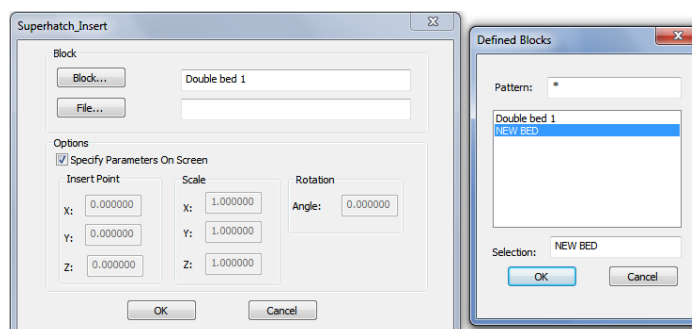 Superhatch_Insert
Block
Block...
Double bed 1
File...
Options
Specify Parameters On Screen
Insert Point
Scale
Rotation
X: 0.000000
X: 1.000000
Angle: 0.000000
Y: 0.000000
Y: 1.000000
Z: 0.000000
Z: 1.000000
OK
Cancel
Defined Blocks
Pattern: *
Double bed 1
NEW BED
Selection: NEW BED
OK
Cancel